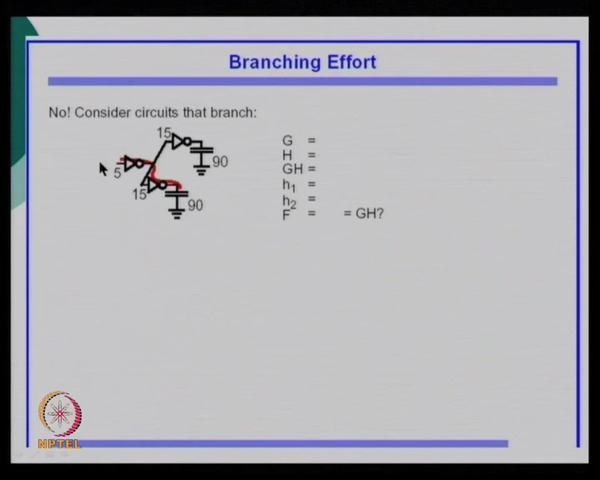 Branching Effort
No! Consider circuits that branch:
15
90
5
15
90
G =
H =
GH =
h1 =
h2 =
F = = GH?
NPTEL